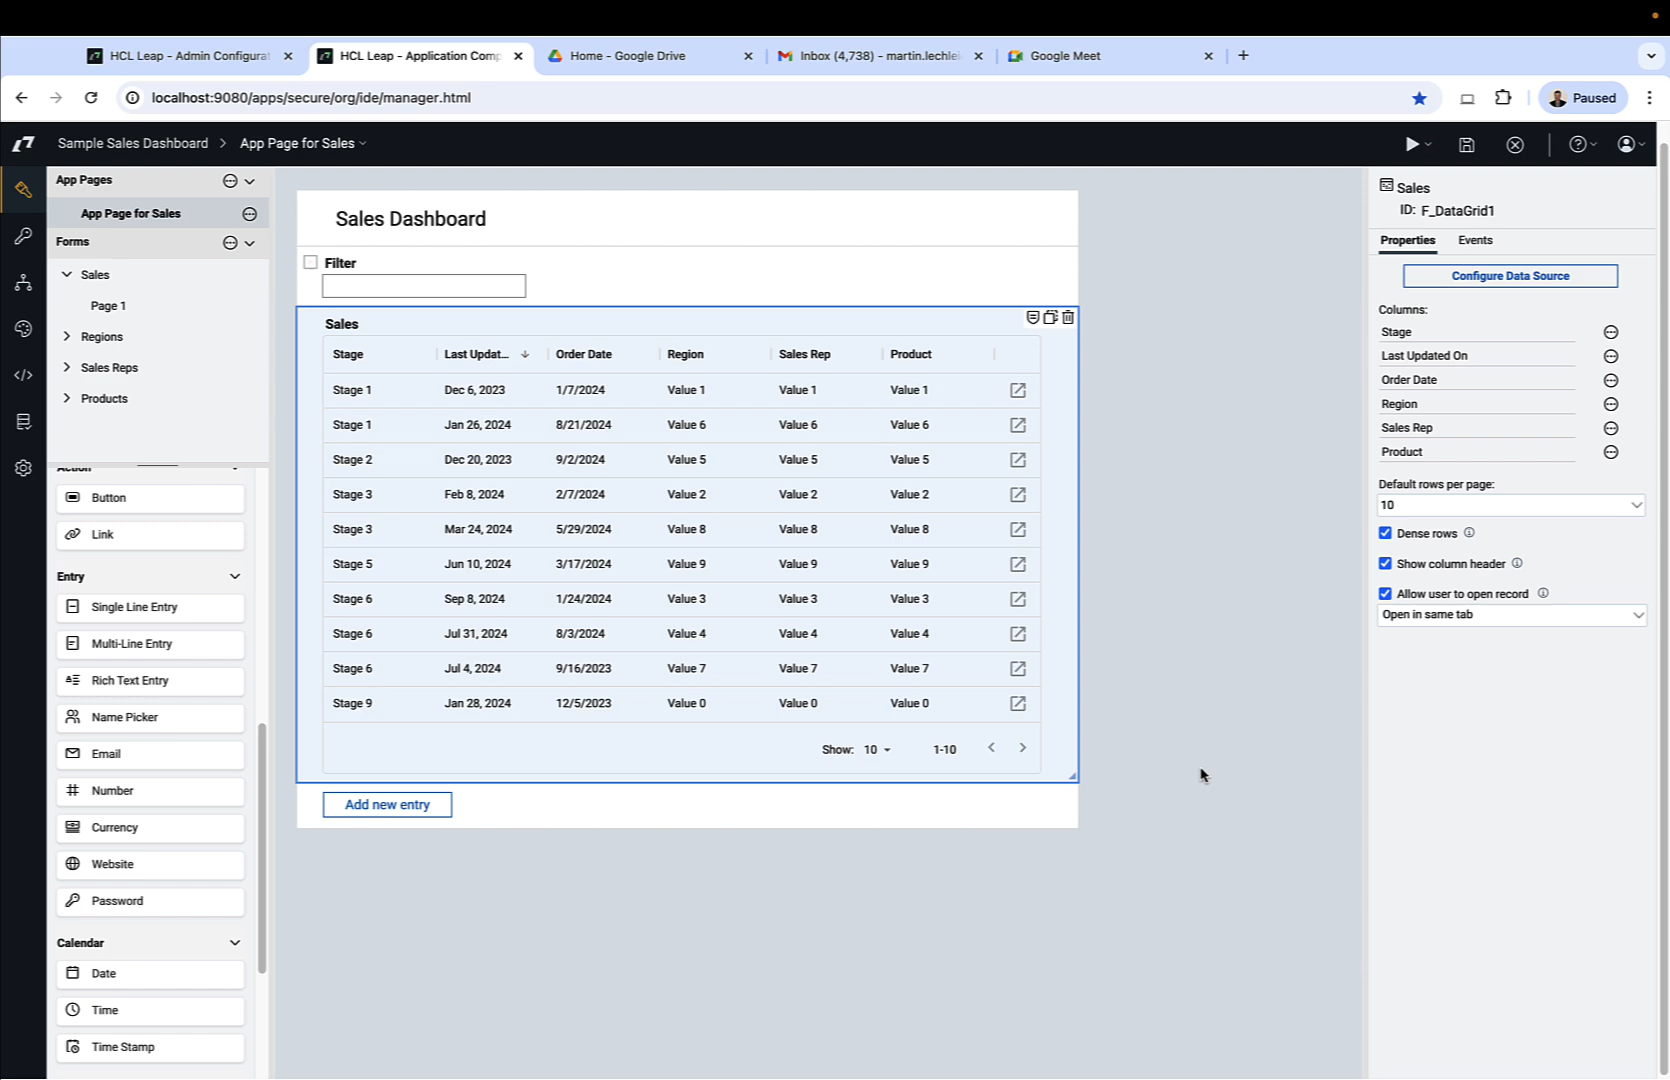 HCL Leap - Admin Configurat
HCL Leap - Application Comp
Home - Google Drive
Inbox (4,738) - martin.lechlei
Google Meet
localhost:9080/apps/secure/org/ide/manager.html
Paused
Sample Sales Dashboard > App Page for Sales
App Pages
App Page for Sales
Forms
Sales
Page 1
Regions
Sales Reps
Products
Action
Button
Link
Entry
Single Line Entry
Multi-Line Entry
Rich Text Entry
Name Picker
Email
Number
Currency
Website
Password
Calendar
Date
Time
Time Stamp
Sales Dashboard
Filter
Sales
Stage Last Updat... Order Date Region Sales Rep Product
Stage 1 Dec 6, 2023 1/7/2024 Value 1 Value 1 Value 1
Stage 1 Jan 26, 2024 8/21/2024 Value 6 Value 6 Value 6
Stage 2 Dec 20, 2023 9/2/2024 Value 5 Value 5 Value 5
Stage 3 Feb 8, 2024 2/7/2024 Value 2 Value 2 Value 2
Stage 3 Mar 24, 2024 5/29/2024 Value 8 Value 8 Value 8
Stage 5 Jun 10, 2024 3/17/2024 Value 9 Value 9 Value 9
Stage 6 Sep 8, 2024 1/24/2024 Value 3 Value 3 Value 3
Stage 6 Jul 31, 2024 8/3/2024 Value 4 Value 4 Value 4
Stage 6 Jul 4, 2024 9/16/2023 Value 7 Value 7 Value 7
Stage 9 Jan 28, 2024 12/5/2023 Value 0 Value 0 Value 0
Show: 10 1-10
Add new entry
Sales
ID: F_DataGrid1
Properties Events
Configure Data Source
Columns:
Stage
Last Updated On
Order Date
Region
Sales Rep
Product
Default rows per page:
10
Dense rows
Show column header
Allow user to open record
Open in same tab